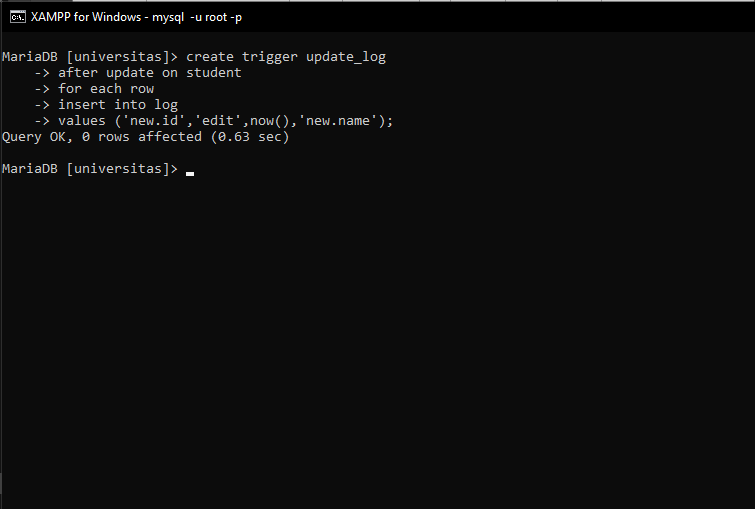 XAMPP for Windows - mysql -u root -p
MariaDB [universitas]> create trigger update_log
-> after update on student
-> for each row
-> insert into log
-> values ('new.id','edit',now(),'new.name');
Query OK, 0 rows affected (0.63 sec)
MariaDB [universitas]>